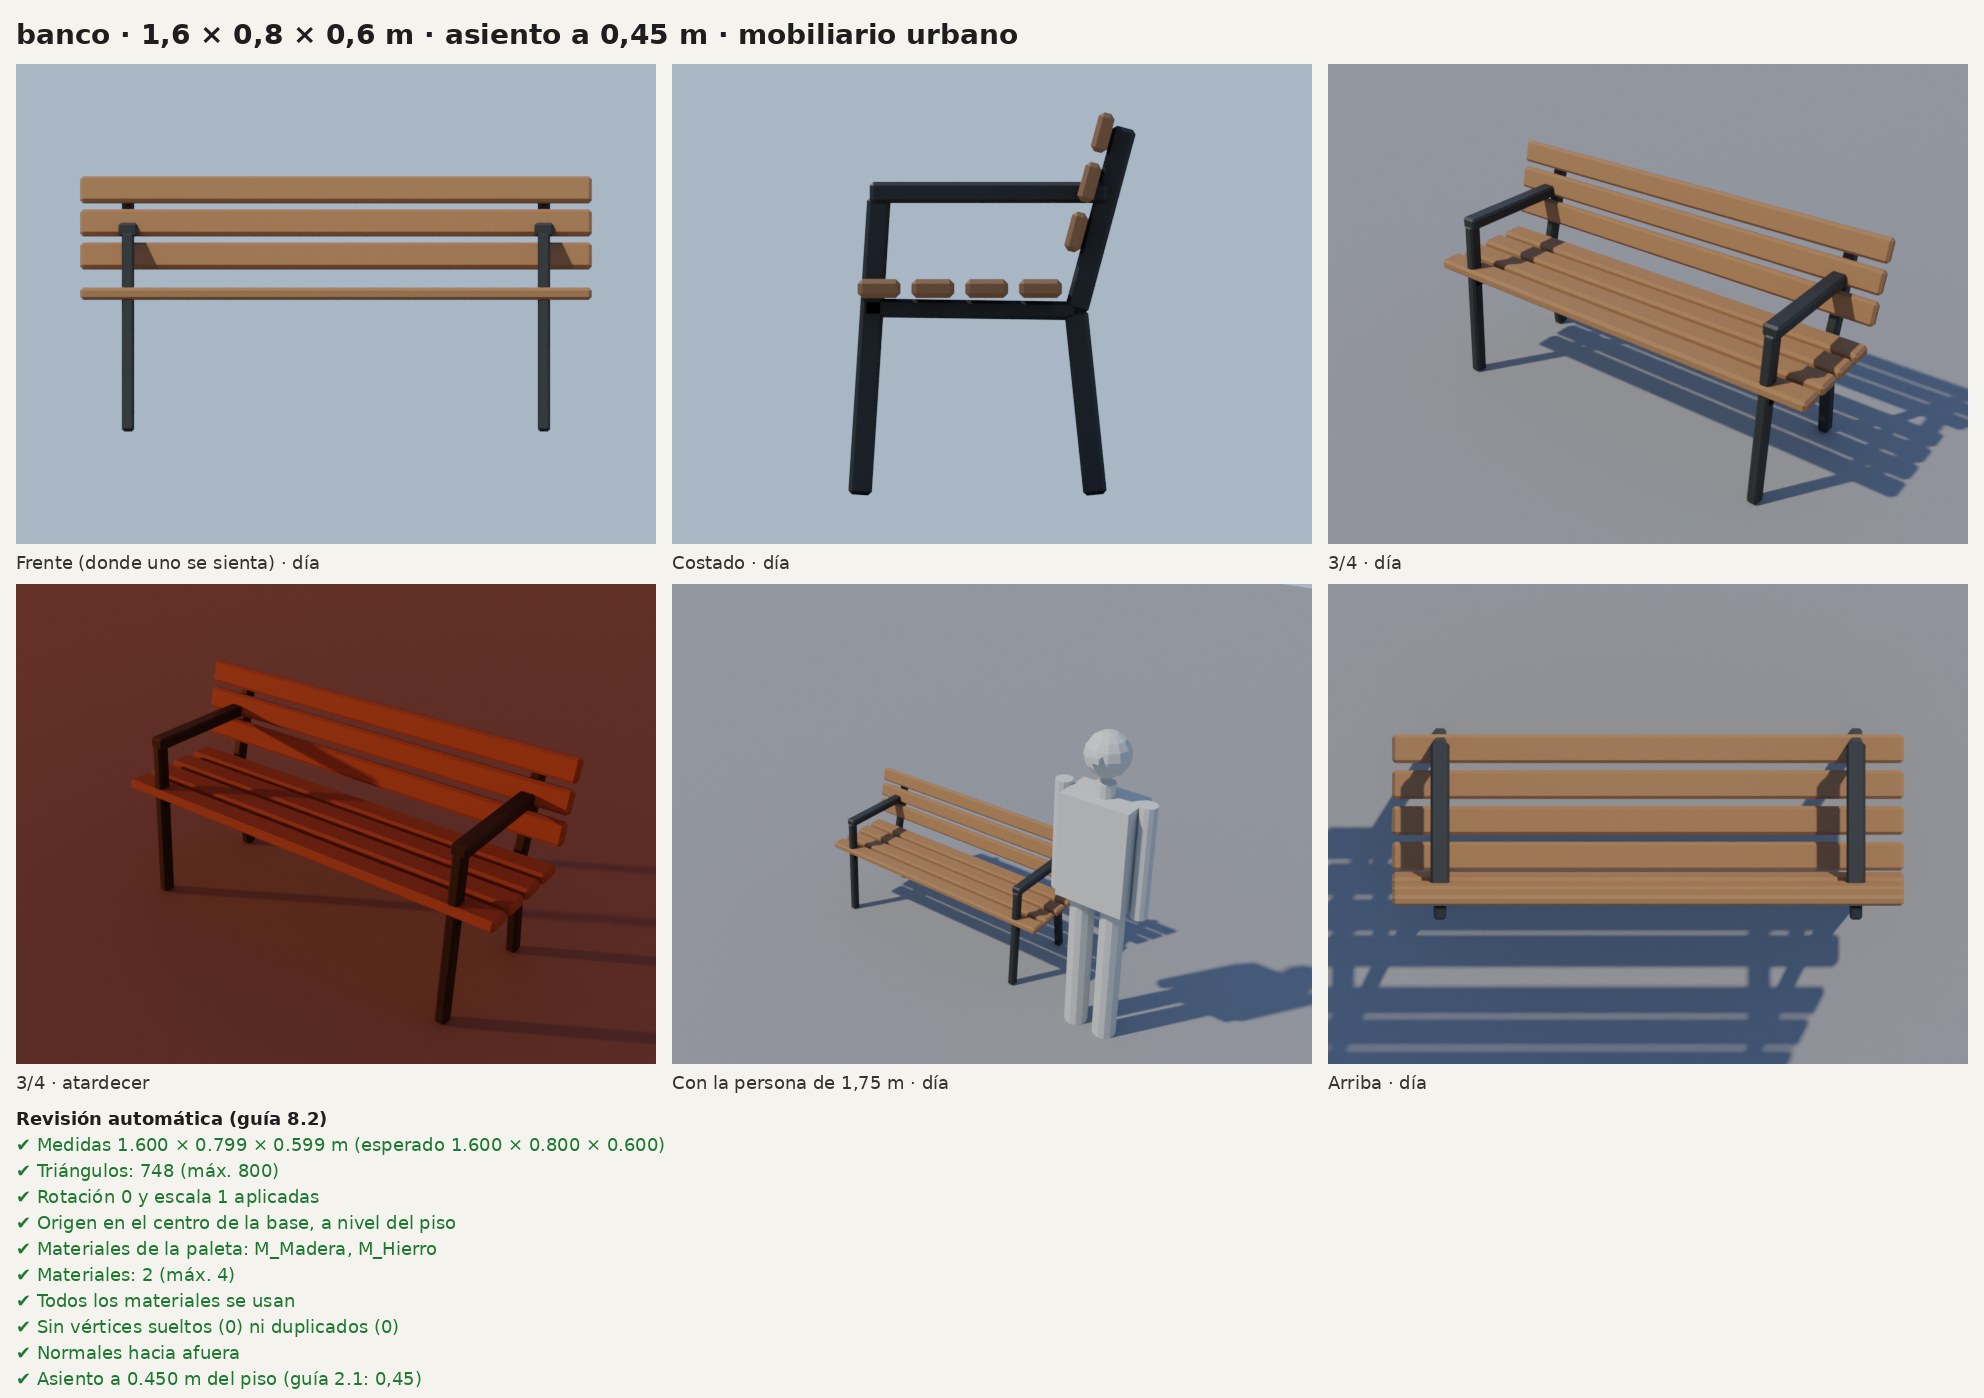 banco · 1,6 × 0,8 × 0,6 m · asiento a 0,45 m · mobiliario urbano
Frente (donde uno se sienta) · día
Costado · día
3/4 · día
3/4 · atardecer
Con la persona de 1,75 m · día
Arriba · día
Revisión automática (guía 8.2)
✔ Medidas 1.600 × 0.799 × 0.599 m (esperado 1.600 × 0.800 × 0.600)
✔ Triángulos: 748 (máx. 800)
✔ Rotación 0 y escala 1 aplicadas
✔ Origen en el centro de la base, a nivel del piso
✔ Materiales de la paleta: M_Madera, M_Hierro
✔ Materiales: 2 (máx. 4)
✔ Todos los materiales se usan
✔ Sin vértices sueltos (0) ni duplicados (0)
✔ Normales hacia afuera
✔ Asiento a 0.450 m del piso (guía 2.1: 0,45)